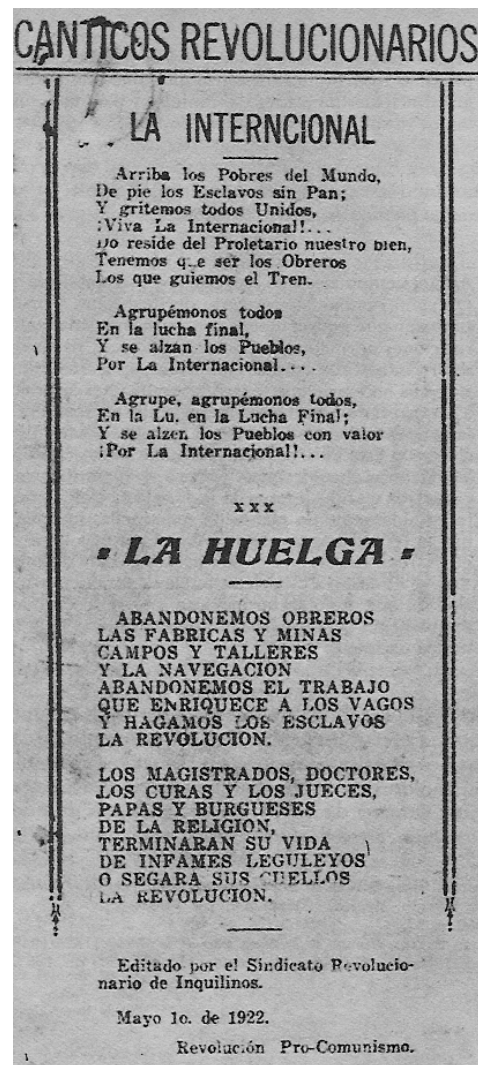 CANTICOS REVOLUCIONARIOS
LA INTERNCIONAL
Arriba los Pobres del Mundo,
De pie los Esclavos sin Pan;
Y gritemos todos Unidos,
¡Viva La Internacional!...
Do reside del Proletario nuestro bien,
Tenemos que ser los Obreros
Los que guiemos el Tren.
Agrupémonos todos
En la lucha final,
Y se alzan los Pueblos,
Por La Internacional....
Agrupe, agrupémonos todos,
En la Lu. en la Lucha Final;
Y se alzen los Pueblos con valor
¡Por La Internacional!...
x x x
LA HUELGA
ABANDONEMOS OBREROS
LAS FABRICAS Y MINAS
CAMPOS Y TALLERES
Y LA NAVEGACION
ABANDONEMOS EL TRABAJO
QUE ENRIQUECE A LOS VAGOS
Y HAGAMOS LOS ESCLAVOS
LA REVOLUCION.
LOS MAGISTRADOS, DOCTORES,
LOS CURAS Y LOS JUECES,
PAPAS Y BURGUESES
DE LA RELIGION,
TERMINARAN SU VIDA
DE INFAMES LEGULEYOS
O SEGARA SUS CUELLOS
LA REVOLUCION.
Editado por el Sindicato Revolucio-
nario de Inquilinos.
Mayo 1o. de 1922.
Revolución Pro-Comunismo.